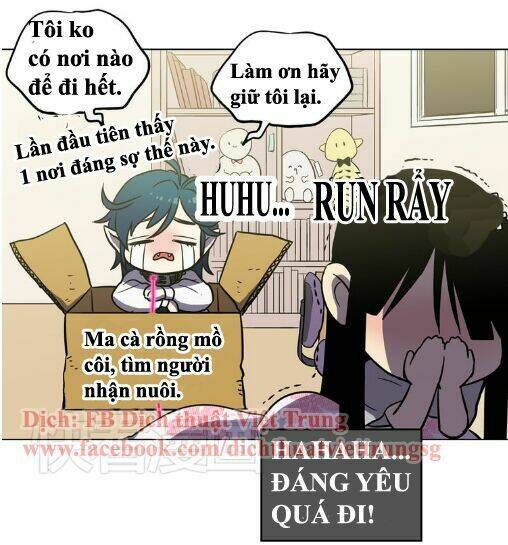 Tôi ko
có nơi nào
để đi hết.
Làm ơn hãy
giữ tôi lại.
Lần đầu tiên thấy
1 nơi đáng sợ thế này.
HUHU...
RUN RẨY
Ma cà rồng mồ
côi, tìm người
nhận nuôi.
Dịch: FB Dịch thuật Việt Trung
www.facebook.com/dichthuatviettrungsg
HAHAHA...
ĐÁNG YÊU
QUÁ ĐI!